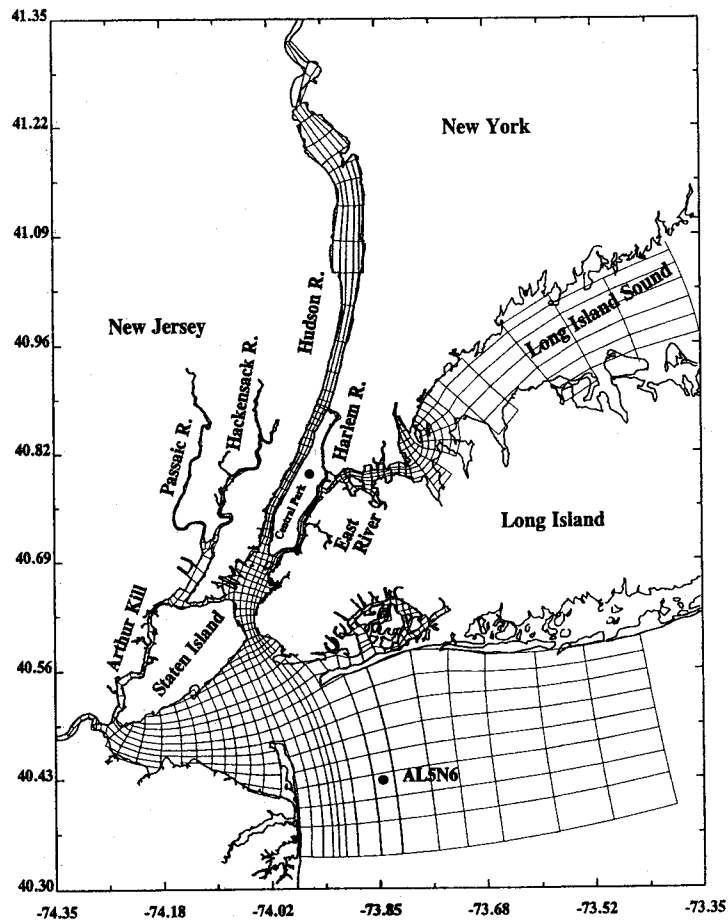 41.35
41.22
41.09
40.96
40.82
40.69
40.56
40.43
40.30
-74.35
-74.18
-74.02
-73.85
-73.68
-73.52
-73.35
New York
New Jersey
Hudson R.
Long Island Sound
Hackensack R.
Passaic R.
Harlem R.
Central Park
East
River
Long Island
Arthur Kill
Staten Island
AL5N6